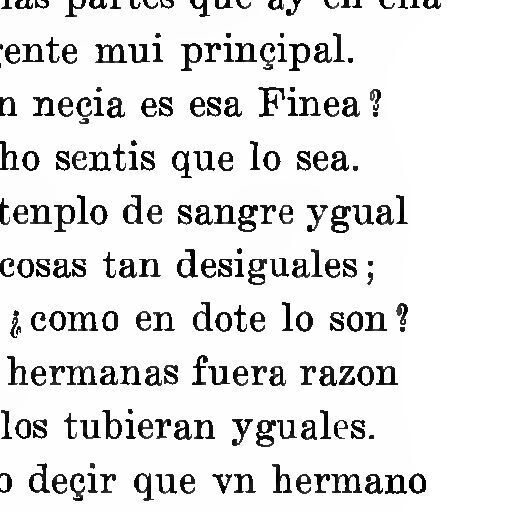 partes que ay en ella
gente mui prinçipal.
neçia es esa Finea?
sentis que lo sea.
tenplo de sangre ygual
cosas tan desiguales;
¿como en dote lo son?
hermanas fuera razon
los tubieran yguales.
deçir que vn hermano